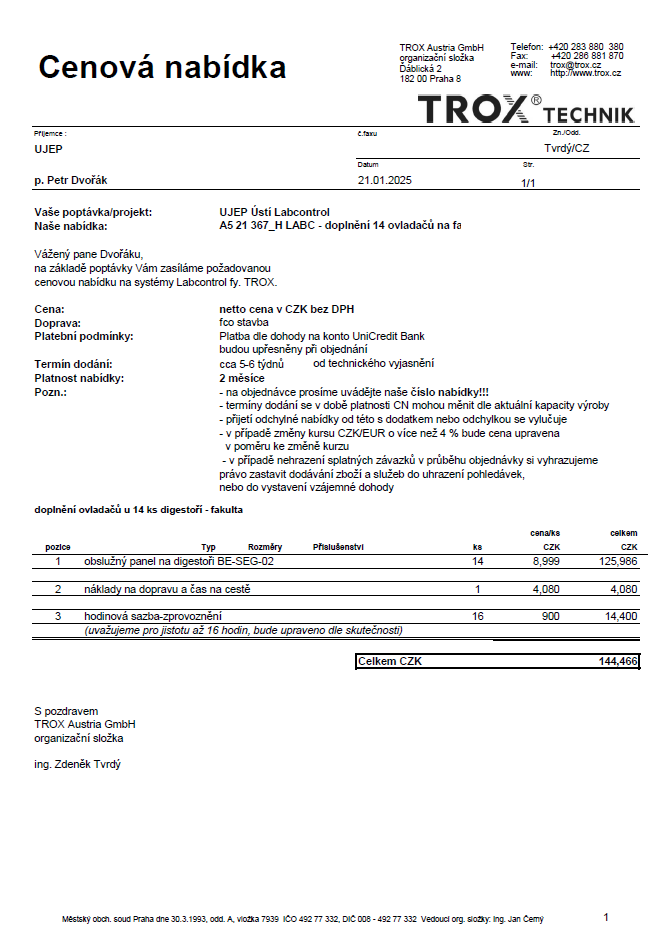 Cenová nabídka
TROX Austria GmbH
organizační složka
Ďáblická 2
182 00 Praha 8
Telefon: +420 283 880 380
Fax: +420 286 881 870
e-mail: trox@trox.cz
www: http://www.trox.cz
TROX® TECHNIK
Příjemce :
č.faxu
Zn./Odd.
UJEP
Tvrdý/CZ
Datum
Str.
p. Petr Dvořák
21.01.2025
1/1
Vaše poptávka/projekt: UJEP Ústí Labcontrol
Naše nabídka: A5 21 367_H LABC - doplnění 14 ovladačů na fa
Vážený pane Dvořáku,
na základě poptávky Vám zasíláme požadovanou
cenovou nabídku na systémy Labcontrol fy. TROX.
Cena: netto cena v CZK bez DPH
Doprava: fco stavba
Platební podmínky: Platba dle dohody na konto UniCredit Bank
budou upřesněny při objednání
Termín dodání: cca 5-6 týdnů od technického vyjasnění
Platnost nabídky: 2 měsíce
Pozn.: - na objednávce prosíme uvádějte naše číslo nabídky!!!
- termíny dodání se v době platnosti CN mohou měnit dle aktuální kapacity výroby
- přijetí odchylné nabídky od této s dodatkem nebo odchylkou se vylučuje
- v případě změny kursu CZK/EUR o více než 4 % bude cena upravena
v poměru ke změně kurzu
- v případě nehrazení splatných závazků v průběhu objednávky si vyhrazujeme
právo zastavit dodávání zboží a služeb do uhrazení pohledávek,
nebo do vystavení vzájemné dohody
doplnění ovladačů u 14 ks digestoří - fakulta
cena/ks celkem
pozice Typ Rozměry Příslušenství ks CZK CZK
1 obslužný panel na digestoři BE-SEG-02 14 8,999 125,986
2 náklady na dopravu a čas na cestě 1 4,080 4,080
3 hodinová sazba-zprovoznění 16 900 14,400
(uvažujeme pro jistotu až 16 hodin, bude upraveno dle skutečnosti)
Celkem CZK 144,466
S pozdravem
TROX Austria GmbH
organizační složka
ing. Zdeněk Tvrdý
Městský obch. soud Praha dne 30.3.1993, odd. A, vložka 7939 IČO 492 77 332, DIČ 008 - 492 77 332 Vedoucí org. složky: Ing. Jan Černý
1